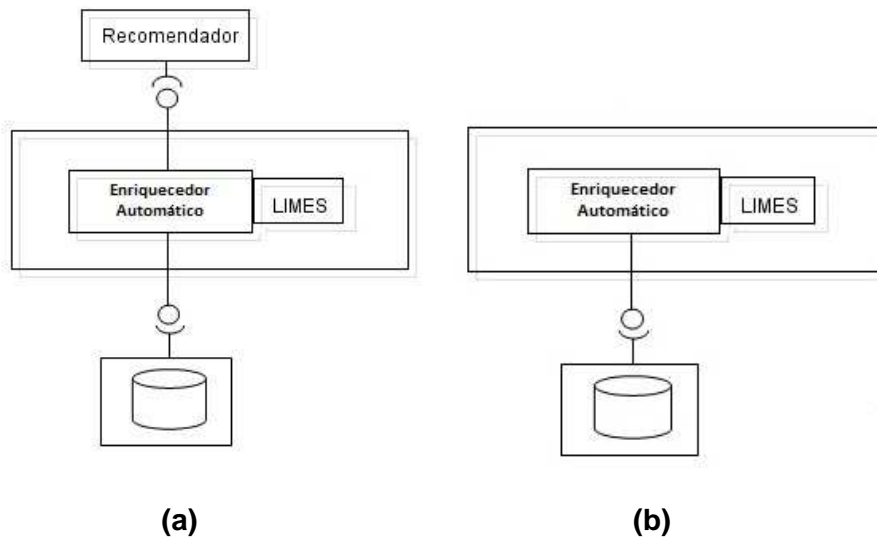 Recomendador
Enriquecedor
Automático
LIMES
Enriquecedor
Automático
LIMES
(a)
(b)